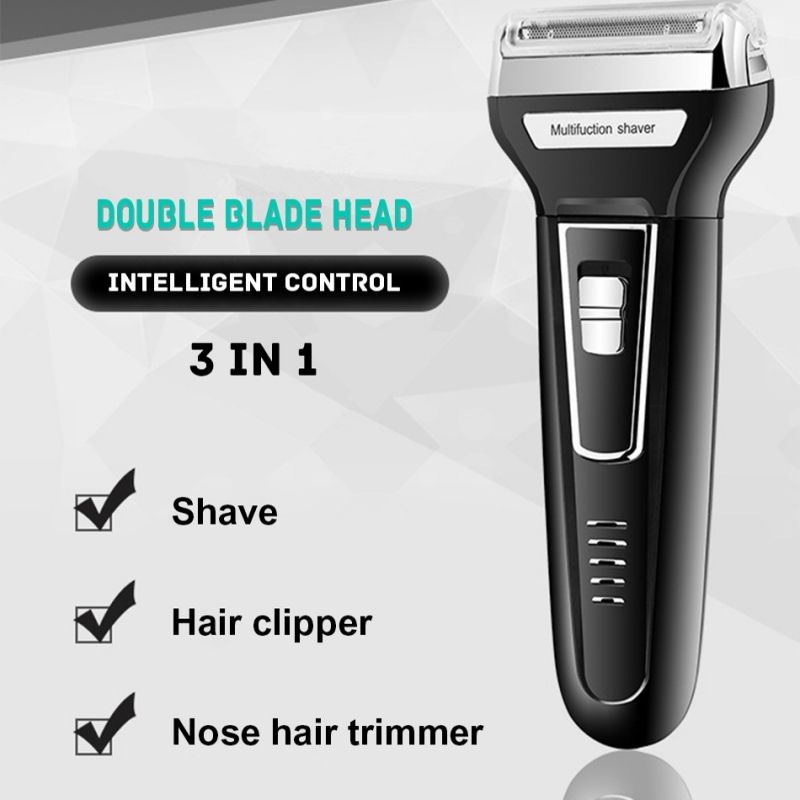 Multifuction shaver
DOUBLE BLADE HEAD
INTELLIGENT CONTROL
3 IN 1
Shave
Hair clipper
Nose hair trimmer